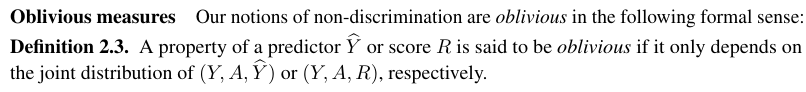 Oblivious measures Our notions of non-discrimination are oblivious in the following formal sense:
Definition 2.3. A property of a predictor Ŷ or score R is said to be oblivious if it only depends on
the joint distribution of (Y, A, Ŷ) or (Y, A, R), respectively.